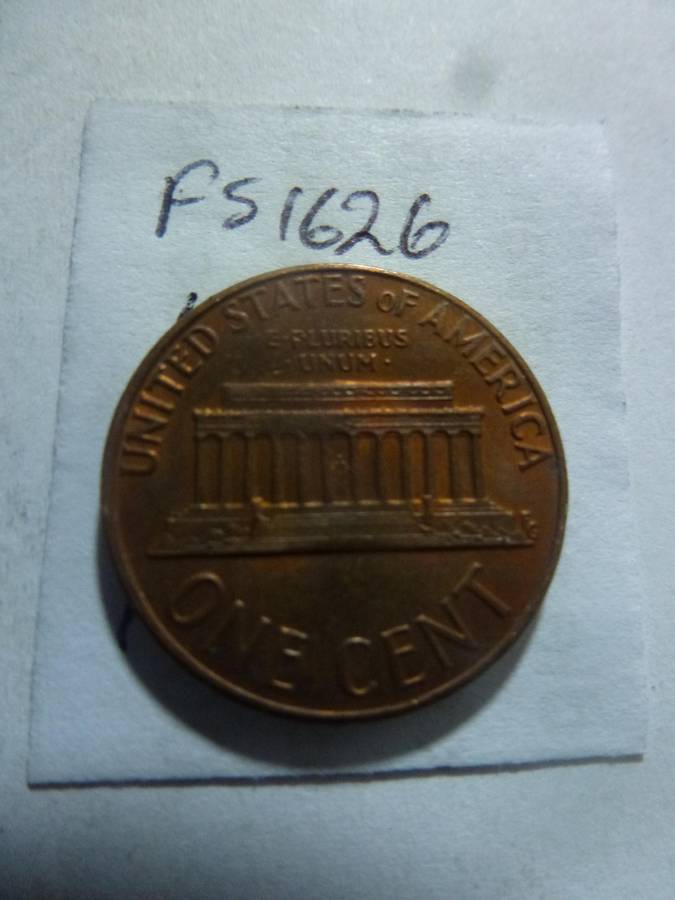 FS1626
UNITED STATES OF AMERICA
E·PLURIBUS
·UNUM·
ONE CENT